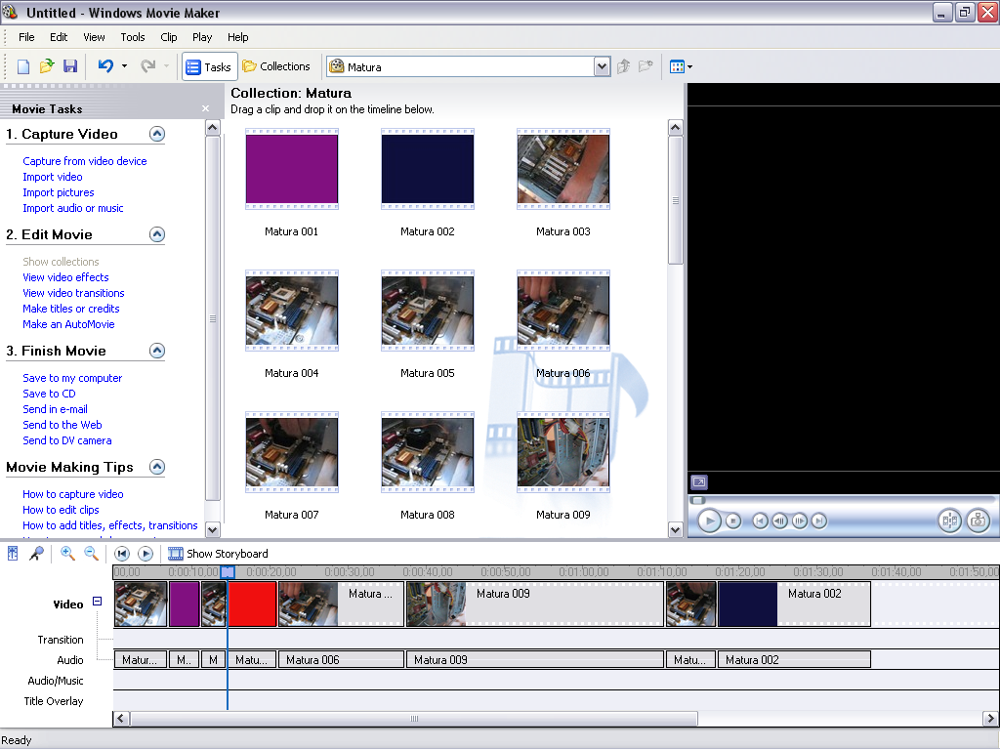 Untitled - Windows Movie Maker
File Edit View Tools Clip Play Help
Tasks Collections Matura
Movie Tasks
1. Capture Video
Capture from video device
Import video
Import pictures
Import audio or music
2. Edit Movie
Show collections
View video effects
View video transitions
Make titles or credits
Make an AutoMovie
3. Finish Movie
Save to my computer
Save to CD
Send in e-mail
Send to the Web
Send to DV camera
Movie Making Tips
How to capture video
How to edit clips
How to add titles, effects, transitions
Collection: Matura
Drag a clip and drop it on the timeline below.
Matura 001 Matura 002 Matura 003
Matura 004 Matura 005 Matura 006
Matura 007 Matura 008 Matura 009
Show Storyboard
00,00 0:00:10,00 0:00:20,00 0:00:30,00 0:00:40,00 0:00:50,00 0:01:00,00 0:01:10,00 0:01:20,00 0:01:30,00 0:01:40,00 0:01:50,00
Video Matura ... Matura 009 Matura 002
Transition
Audio Matur... M.. M Matu... Matura 006 Matura 009 Matu... Matura 002
Audio/Music
Title Overlay
Ready